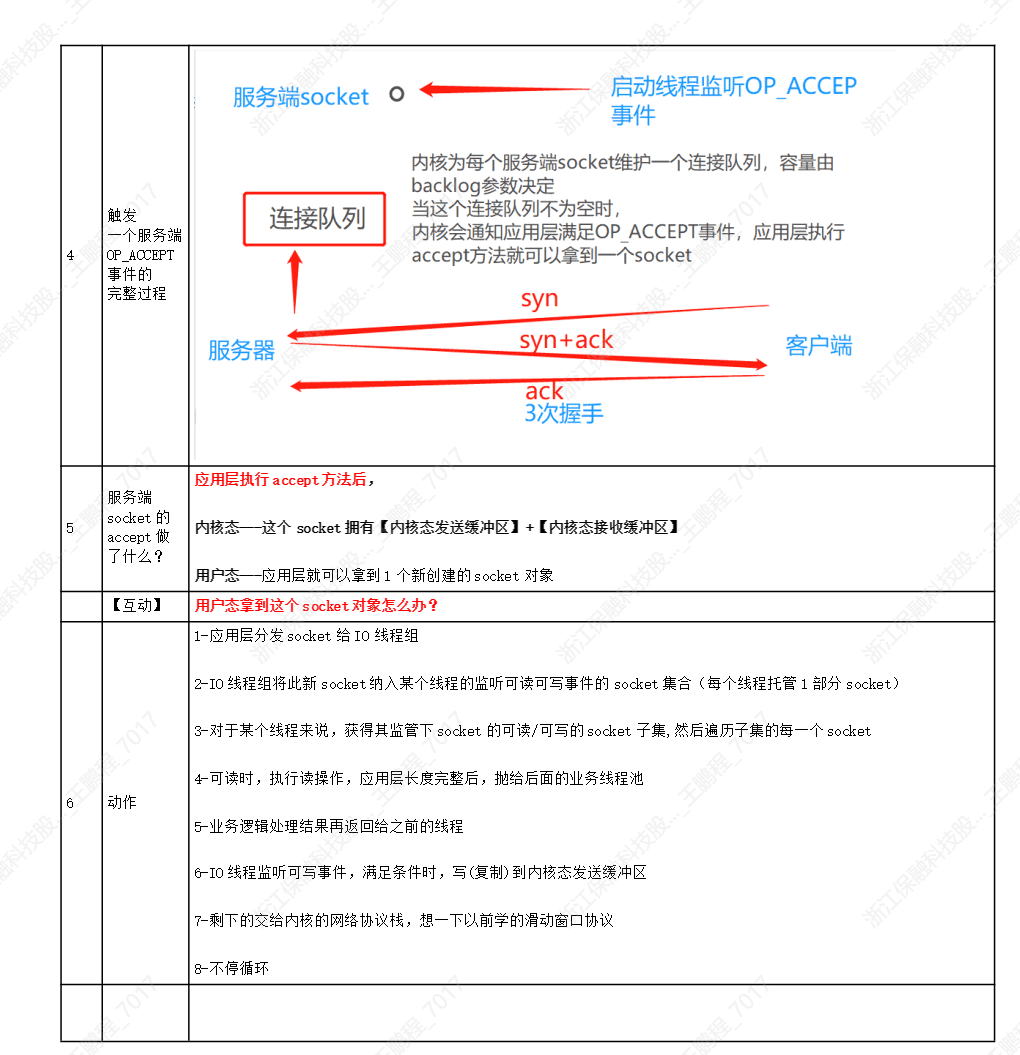 服务端socket
启动线程监听OP_ACCEP
事件
内核为每个服务端socket维护一个连接队列，容量由
backlog参数决定
当这个连接队列不为空时，
内核会通知应用层满足OP_ACCEPT事件，应用层执行
accept方法就可以拿到一个socket
连接队列
4
触发
一个服务端
OP_ACCEPT
事件的
完整过程
syn
服务器
syn+ack
客户端
ack
3次握手
5
服务端
socket 的
accept 做
了什么？
应用层执行 accept 方法后，
内核态---这个 socket 拥有【内核态发送缓冲区】+【内核态接收缓冲区】
用户态---应用层就可以拿到 1 个新创建的 socket 对象
【互动】
用户态拿到这个 socket 对象怎么办？
6
动作
1-应用层分发 socket 给 IO 线程组
2-IO 线程组将此新 socket 纳入某个线程的监听可读可写事件的 socket 集合（每个线程托管 1 部分 socket）
3-对于某个线程来说，获得其监管下 socket 的可读/可写的 socket 子集,然后遍历子集的每一个 socket
4-可读时，执行读操作，应用层长度完整后，抛给后面的业务线程池
5-业务逻辑处理结果再返回给之前的线程
6-IO 线程监听可写事件，满足条件时，写(复制)到内核态发送缓冲区
7-剩下的交给内核的网络协议栈，想一下以前学的滑动窗口协议
8-不停循环
浙江保融科技股..._王鹏程_7017